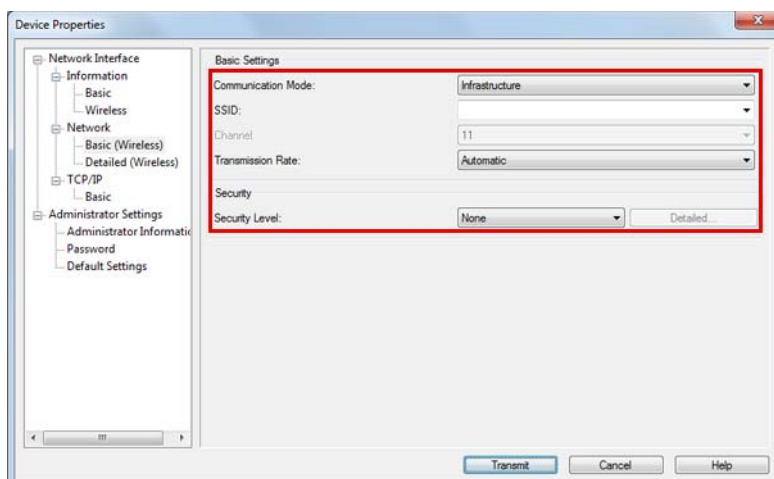 Device Properties
Network Interface
Information
Basic
Wireless
Network
Basic (Wireless)
Detailed (Wireless)
TCP/IP
Basic
Administrator Settings
Administrator Informatic
Password
Default Settings
Basic Settings
Communication Mode: Infrastructure
SSID:
Channel 11
Transmission Rate: Automatic
Security
Security Level: None Detailed...
Transmit Cancel Help